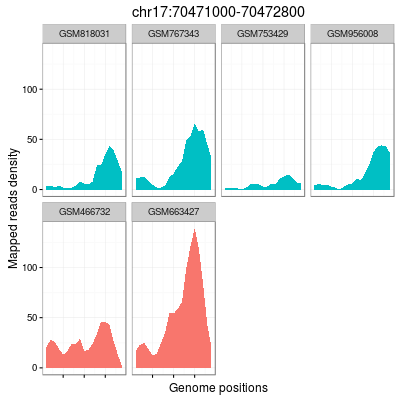 chr17:70471000-70472800
GSM818031 GSM767343 GSM753429 GSM956008
100
50
0
GSM466732 GSM663427
100
50
0
Mapped reads density
Genome positions